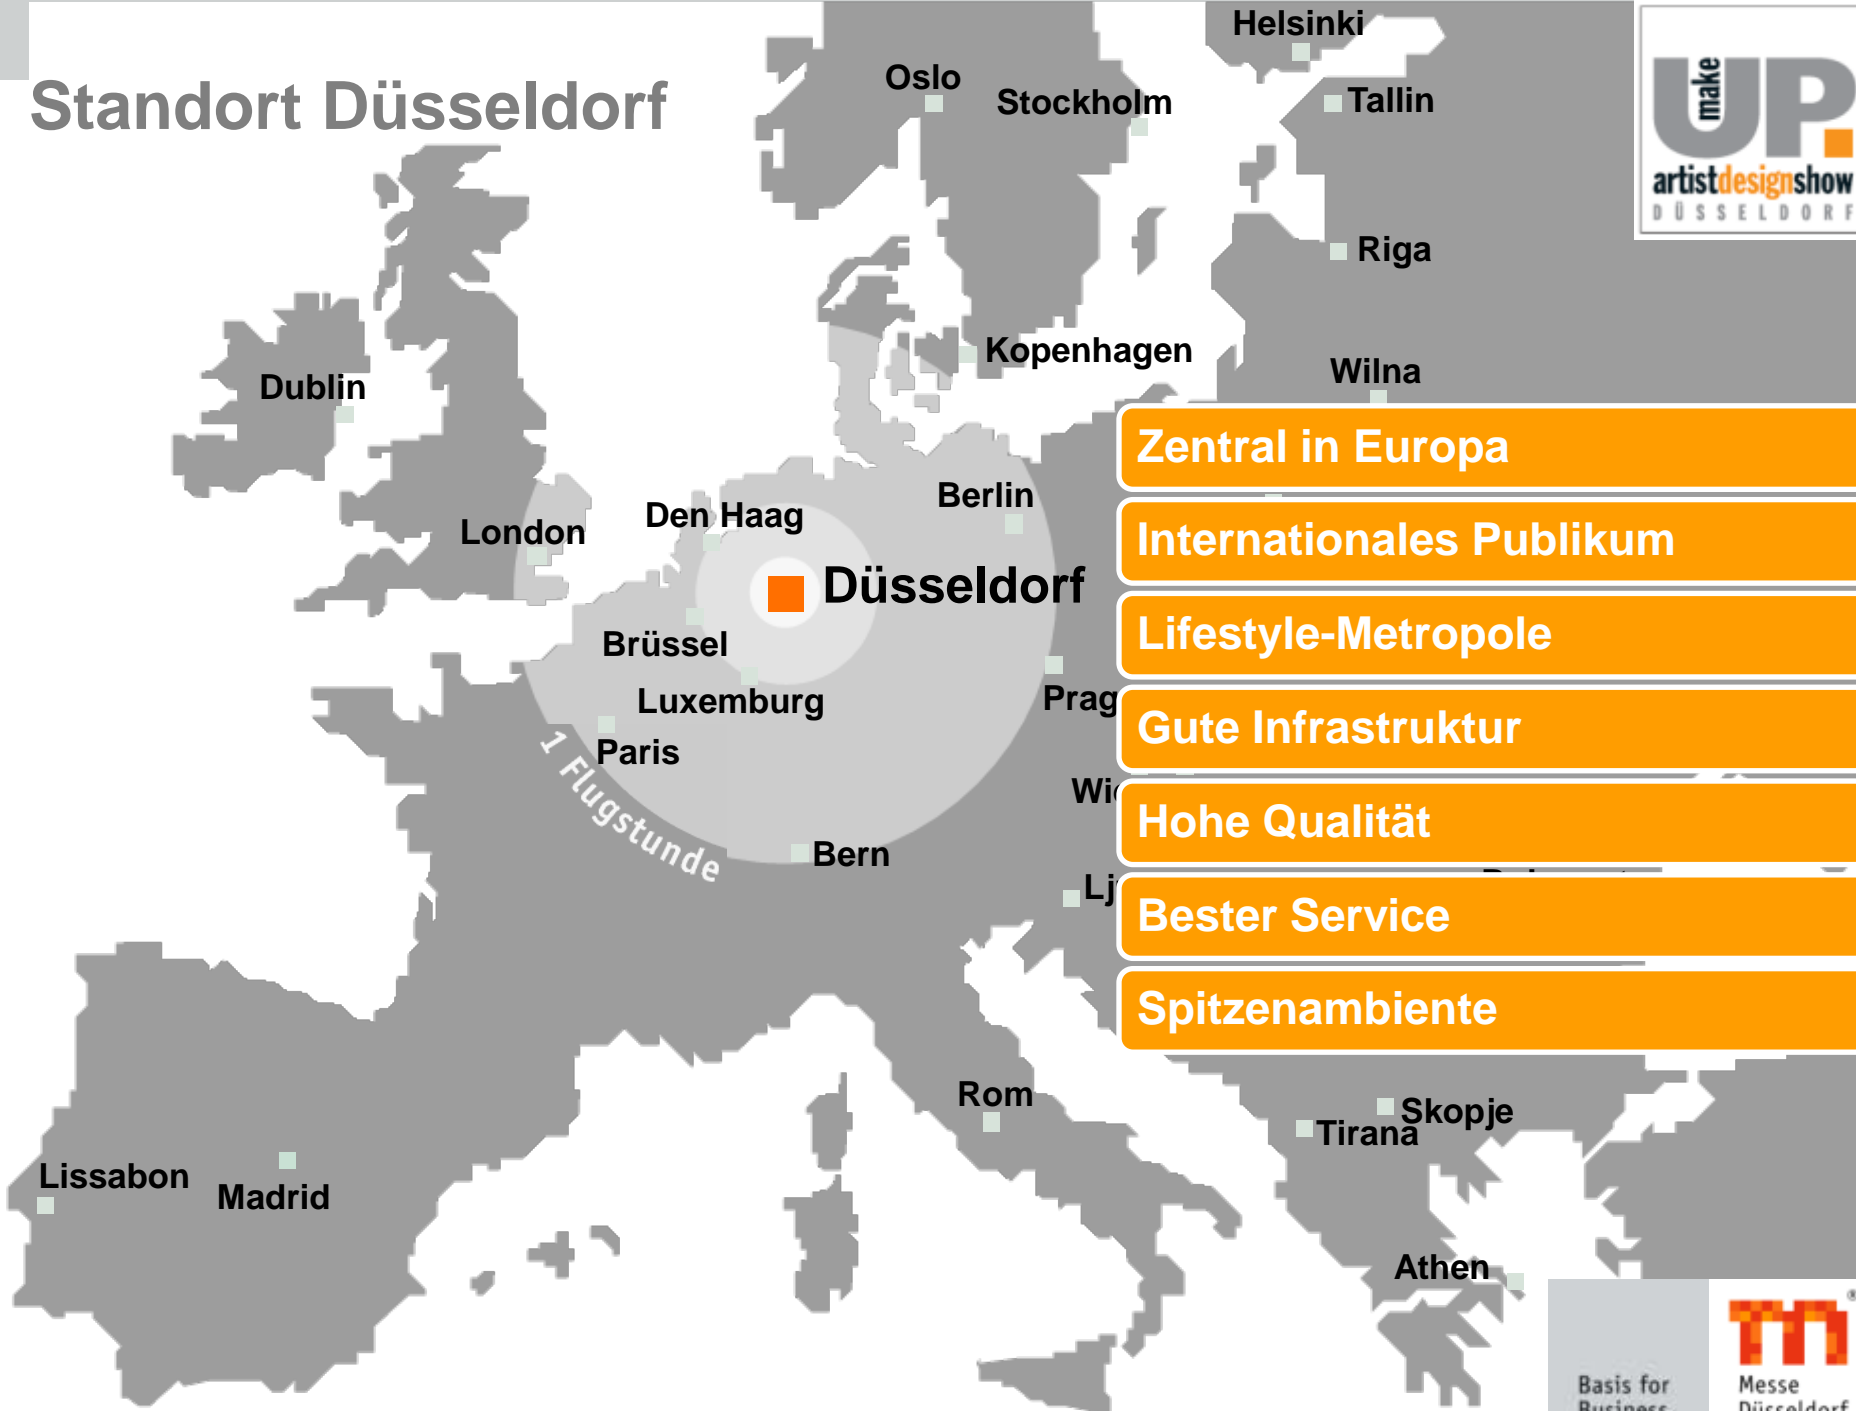 Helsinki
Oslo
Stockholm
Tallin
Standort Düsseldorf
make
UP.
artistdesignshow
DÜSSELDORF
Riga
Kopenhagen
Wilna
Dublin
Zentral in Europa
Berlin
Den Haag
London
Internationales Publikum
Düsseldorf
Brüssel
Lifestyle-Metropole
Luxemburg
Prag
Gute Infrastruktur
Paris
1 Flugstunde
Hohe Qualität
Bern
Bester Service
Spitzenambiente
Rom
Skopje
Tirana
Lissabon
Madrid
Athen
Basis for
Business
Messe
Düsseldorf